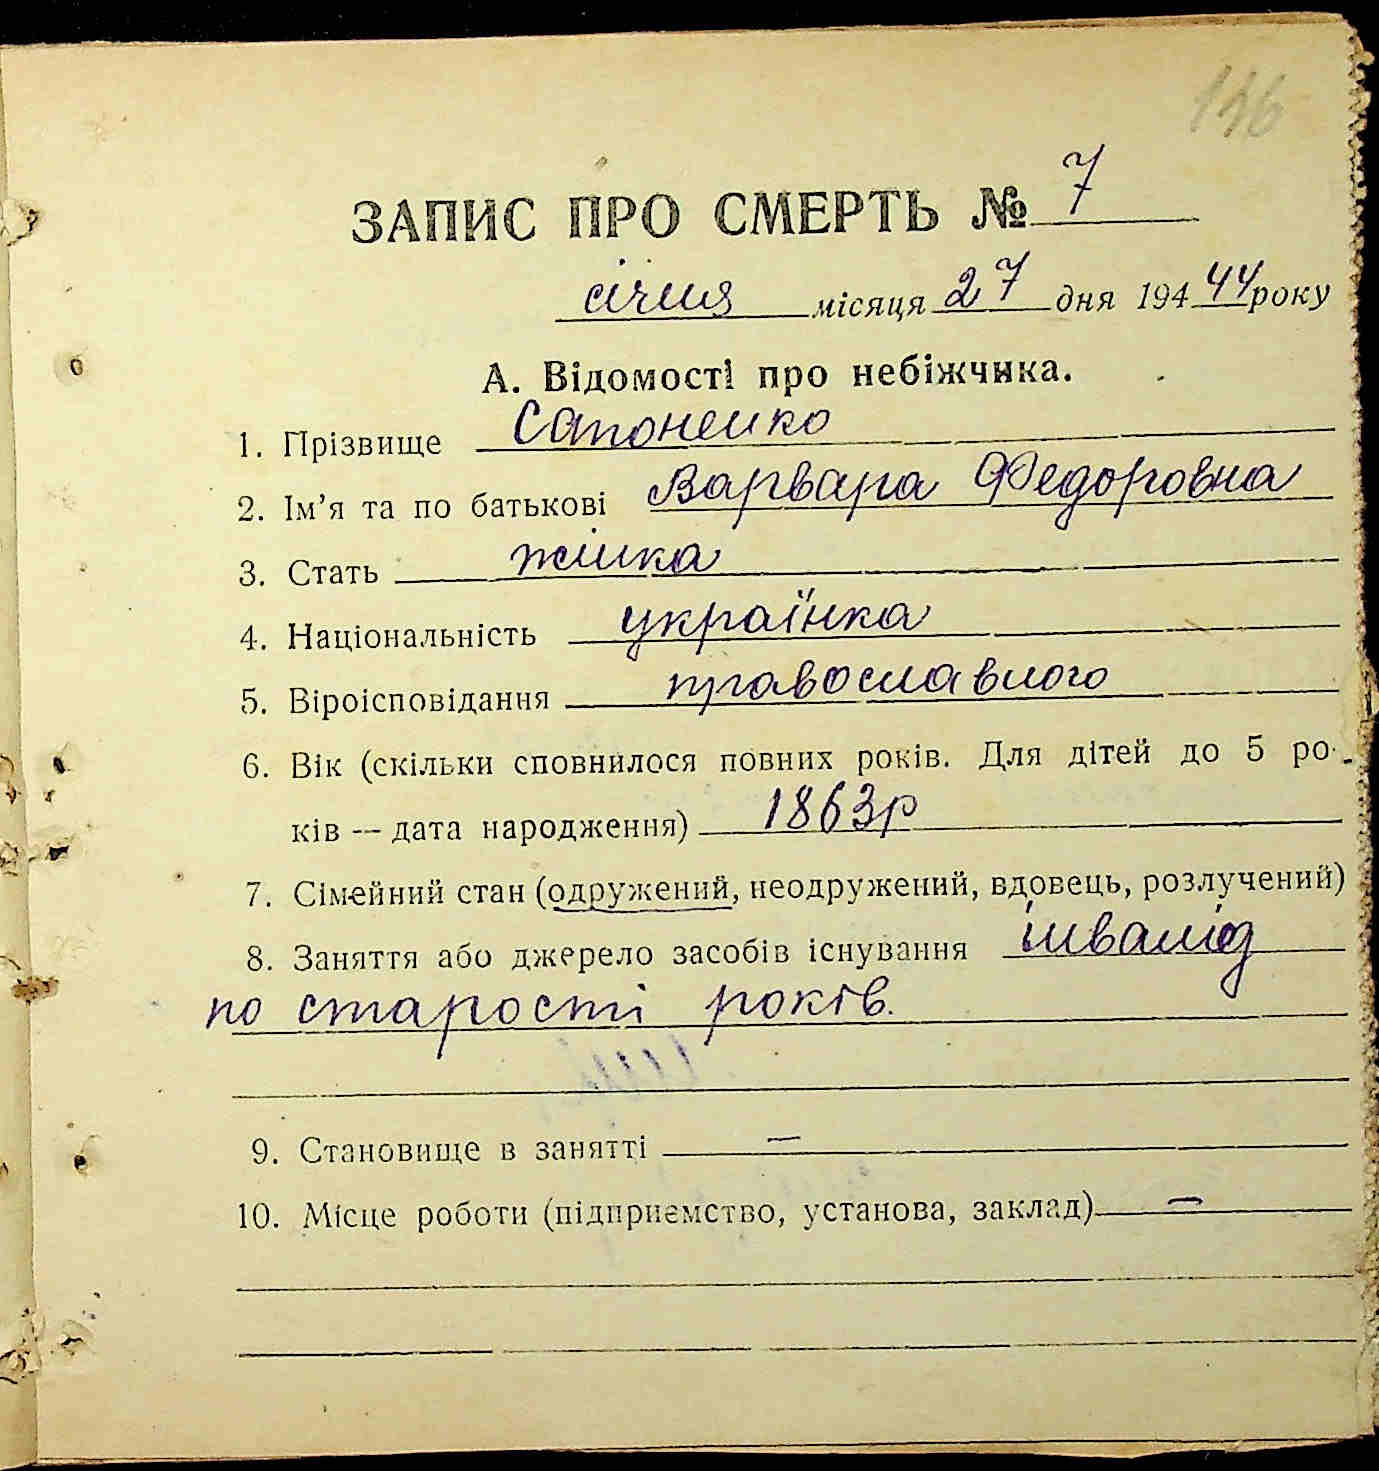 116
ЗАПИС ПРО СМЕРТЬ № 7
січня місяця 27 дня 194 44 року
А. Відомості про небіжчика.
1. Прізвище Сапоненко
2. Ім'я та по батькові Варвара Федоровна
3. Стать жінка
4. Національність українка
5. Віроісповідання православного
6. Вік (скільки сповнилося повних років. Для дітей до 5 ро-
ків — дата народження) 1863р
7. Сімейний стан (одружений, неодружений, вдовець, розлучений)
8. Заняття або джерело засобів існування інвалід
по старості років.
9. Становище в занятті —
10. Місце роботи (підприємство, установа, заклад) —